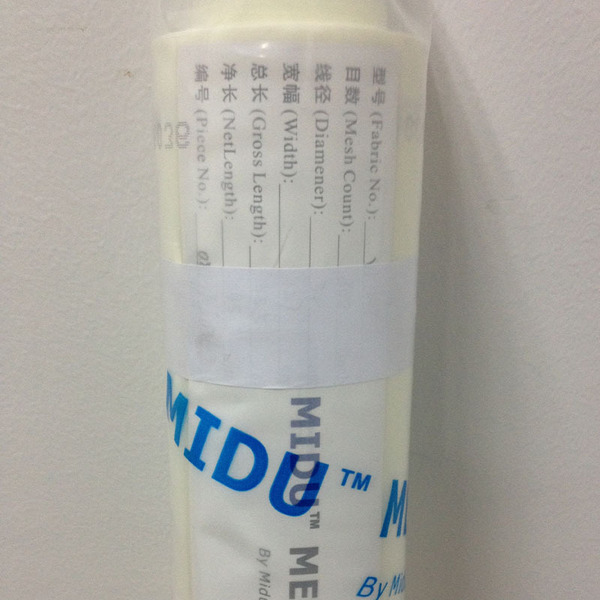 型号 (Fabric No.):
目数 (Mesh Count):
线径 (Diamener):
宽幅 (Width):
总长 (Gross Length):
净长 (NetLength):
编号 (Piece No.):
MIDU™
MIDU™ ME
By Midu
By Mi